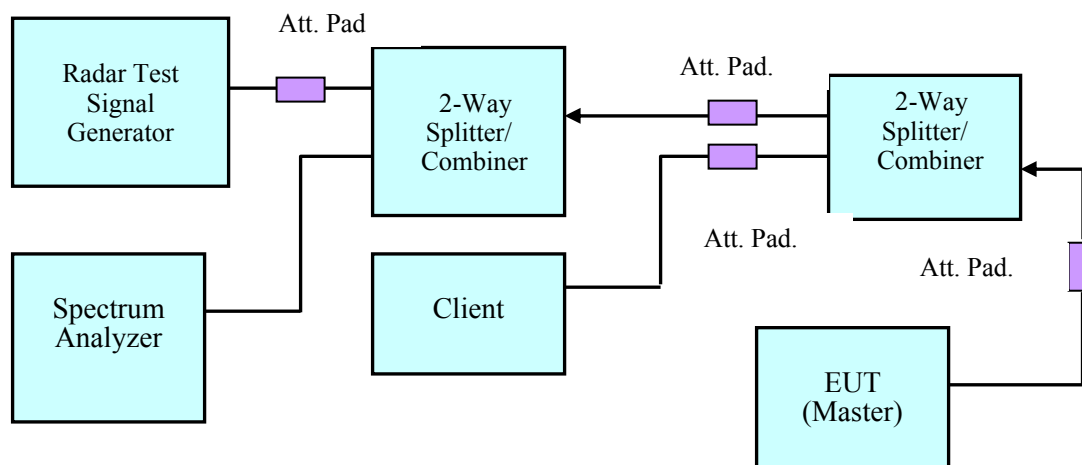 Att. Pad
Radar Test
Signal
Generator
2-Way
Splitter/
Combiner
Att. Pad.
2-Way
Splitter/
Combiner
Att. Pad.
Att. Pad.
Spectrum
Analyzer
Client
EUT
(Master)